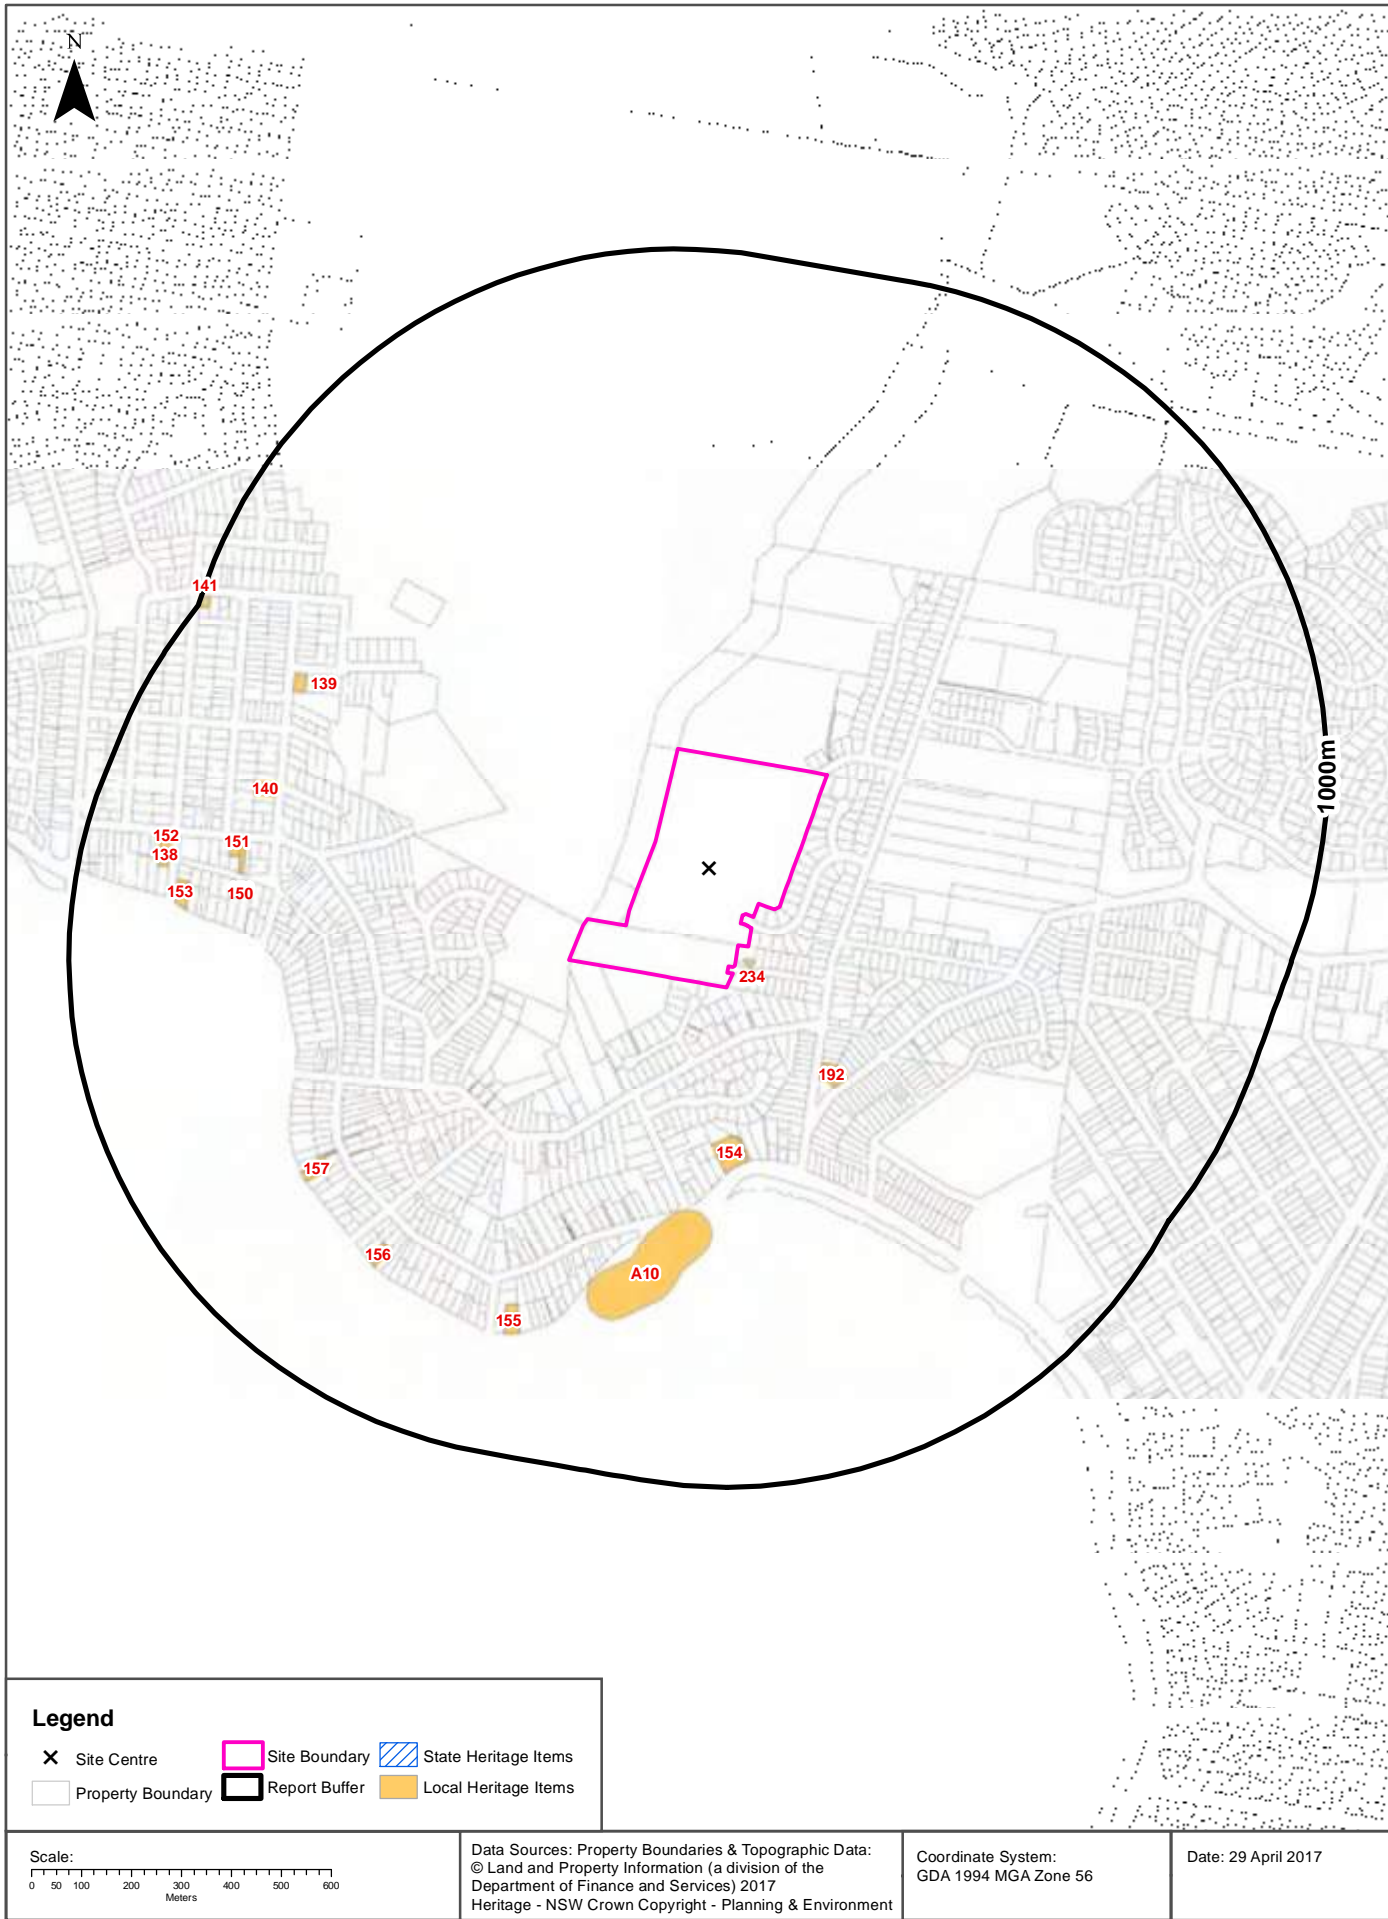 N
141
139
140
152
151
138
153
150
1000m
234
192
154
157
156
A10
155
Legend
Site Centre
Site Boundary
State Heritage Items
Property Boundary
Report Buffer
Local Heritage Items
Scale:
0 50 100 200 300 400 500 600
Meters
Data Sources: Property Boundaries & Topographic Data:
© Land and Property Information (a division of the
Department of Finance and Services) 2017
Heritage - NSW Crown Copyright - Planning & Environment
Coordinate System:
GDA 1994 MGA Zone 56
Date: 29 April 2017